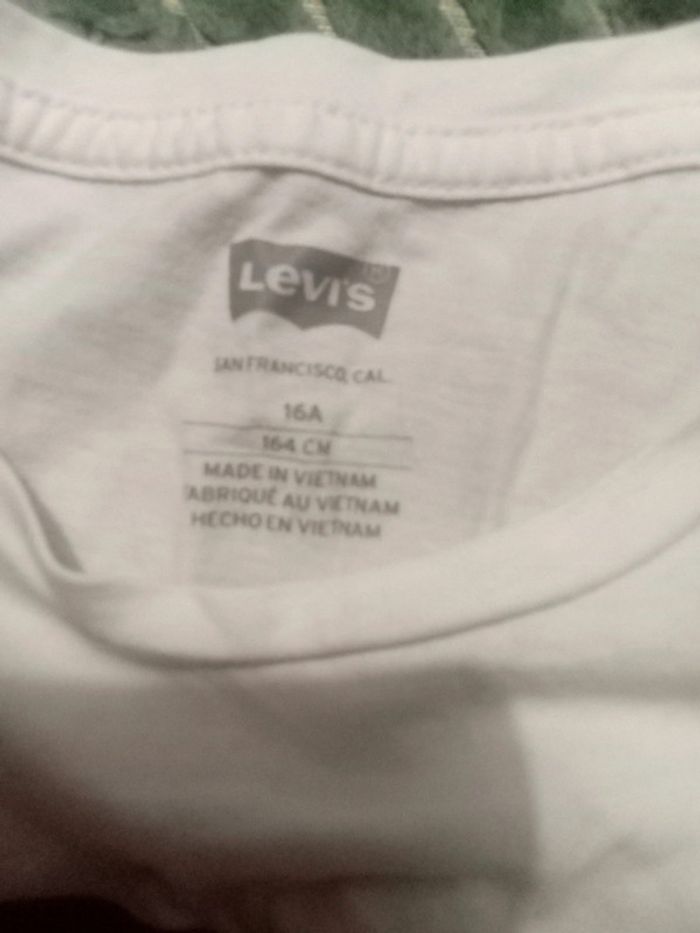 LEVI'S
SAN FRANCISCO, CAL.
16A
164 CM
MADE IN VIETNAM
FABRIQUÉ AU VIETNAM
HECHO EN VIETNAM